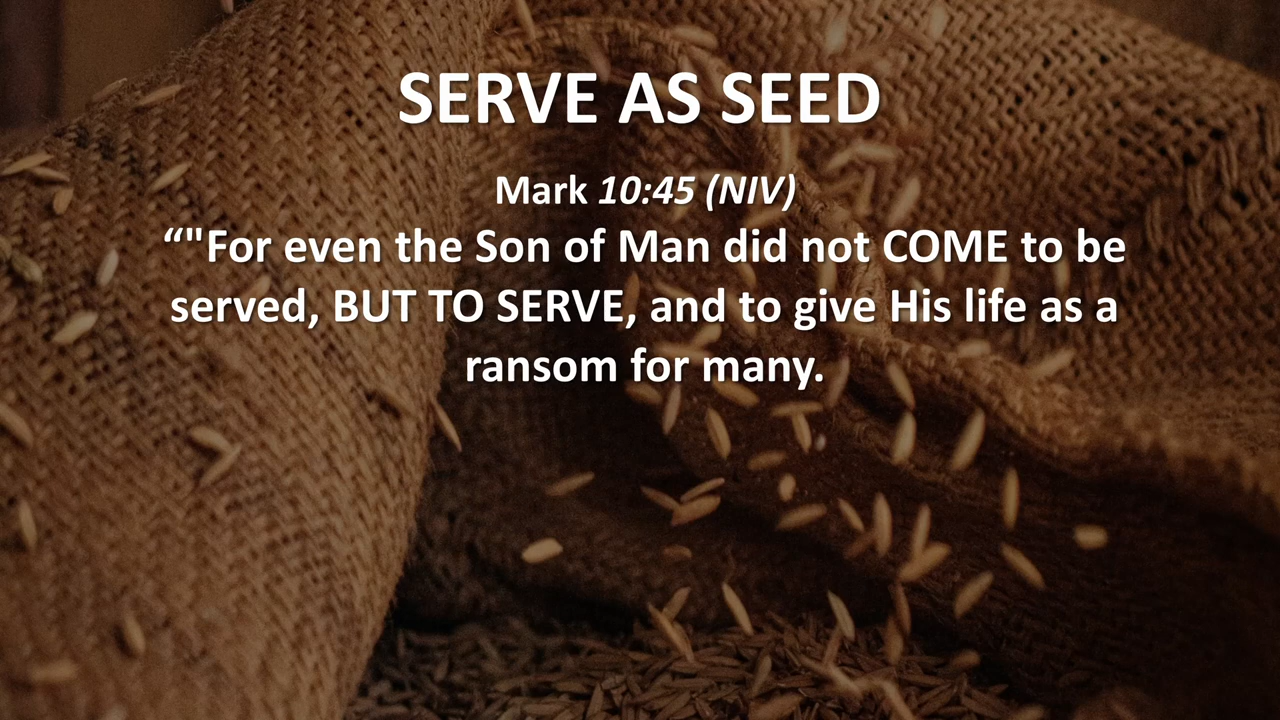 SERVE AS SEED
Mark 10:45 (NIV)
“"For even the Son of Man did not COME to be
served, BUT TO SERVE, and to give His life as a
ransom for many.